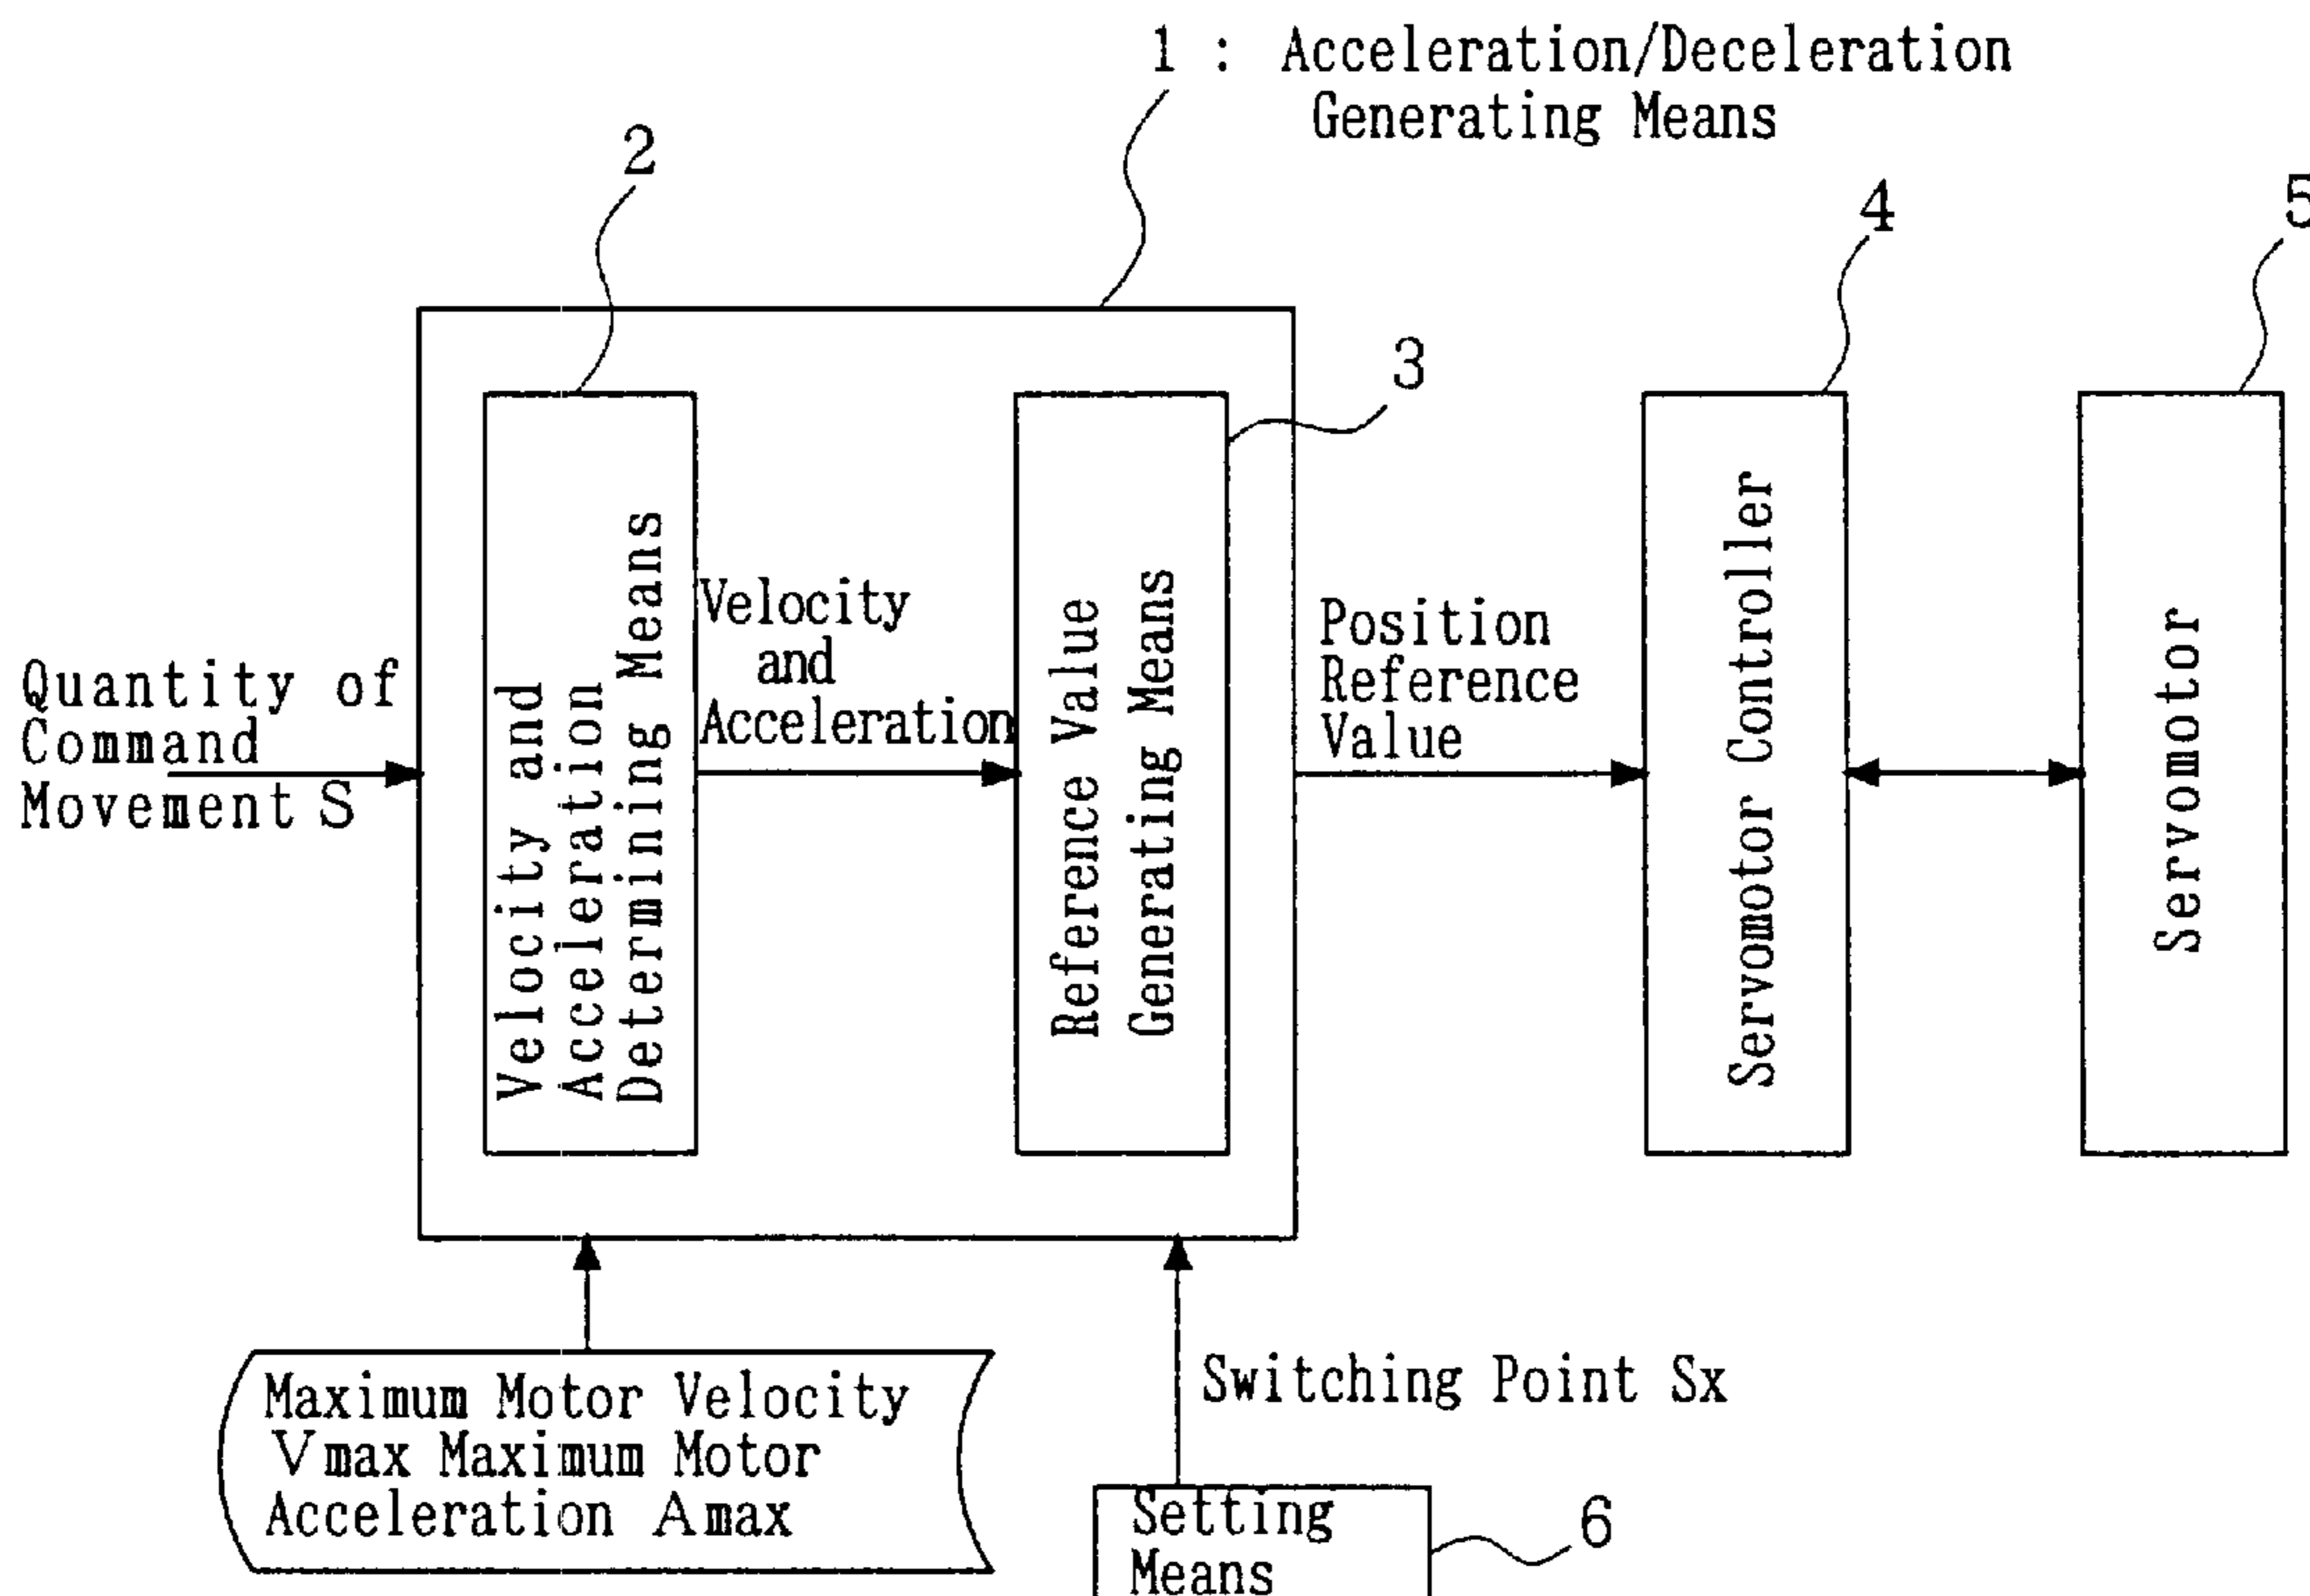 1 : Acceleration/Deceleration
Generating Means
2
4
5
3
Quantity of
Command
Movement S
Velocity and
Acceleration
Determining Means
Velocity
and
Acceleration
Reference Value
Generating Means
Position
Reference
Value
Servomotor Controller
Servomotor
Maximum Motor Velocity
Vmax Maximum Motor
Acceleration Amax
Switching Point Sx
Setting
Means
6